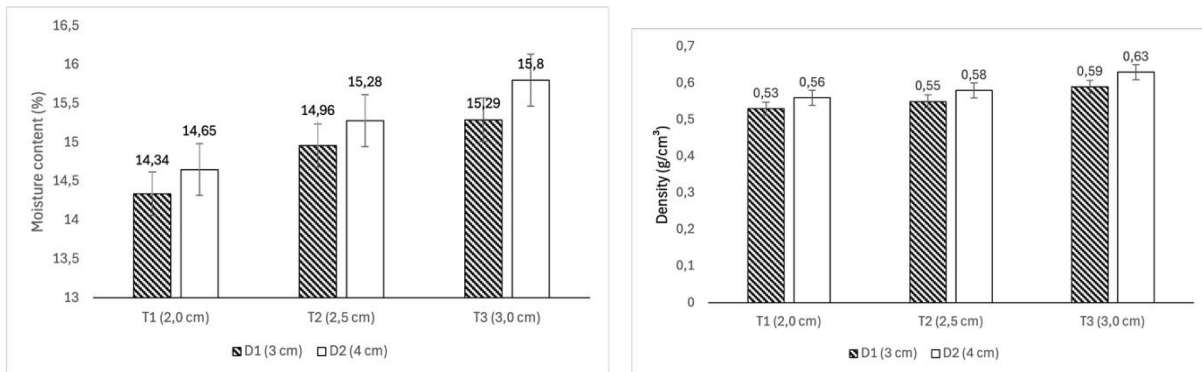 Moisture content (%)
16,5
16
15,5
15
14,5
14
13,5
13
14,34
14,65
14,96
15,28
15,29
15,8
T1 (2,0 cm)
T2 (2,5 cm)
T3 (3,0 cm)
D1 (3 cm)
D2 (4 cm)
Density (g/cm³)
0,7
0,6
0,5
0,4
0,3
0,2
0,1
0
0,53
0,56
0,55
0,58
0,59
0,63
T1 (2,0 cm)
T2 (2,5 cm)
T3 (3,0 cm)
D1 (3 cm)
D2 (4 cm)